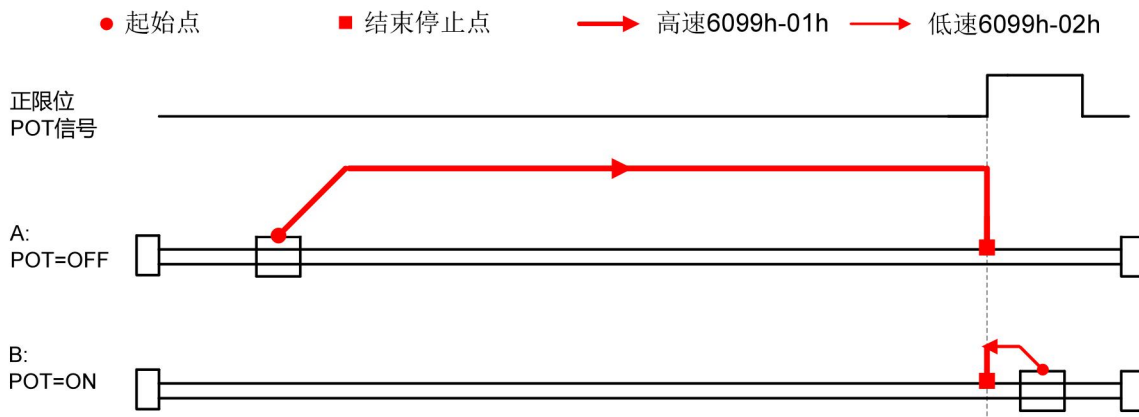 起始点 结束停止点 高速6099h-01h 低速6099h-02h
正限位
POT信号
A:
POT=OFF
B:
POT=ON